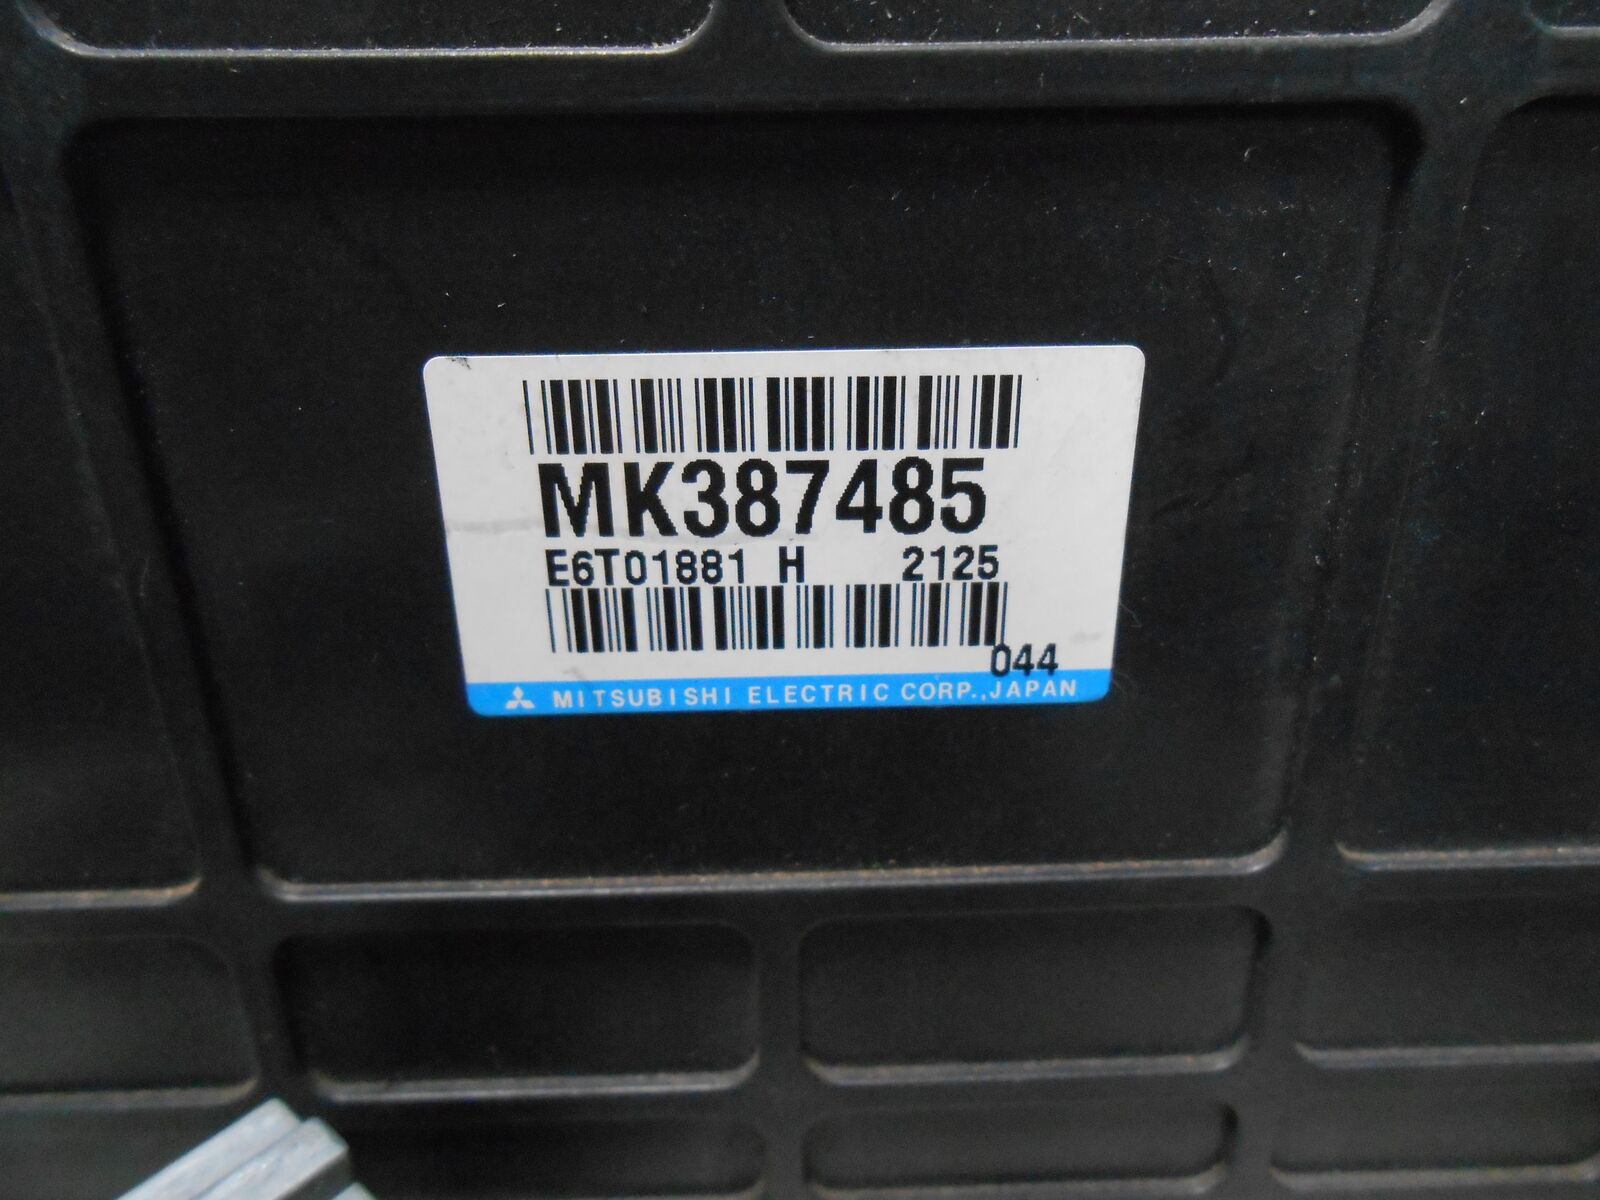 MK387485
E6T01881 H 2125
044
MITSUBISHI ELECTRIC CORP.,JAPAN